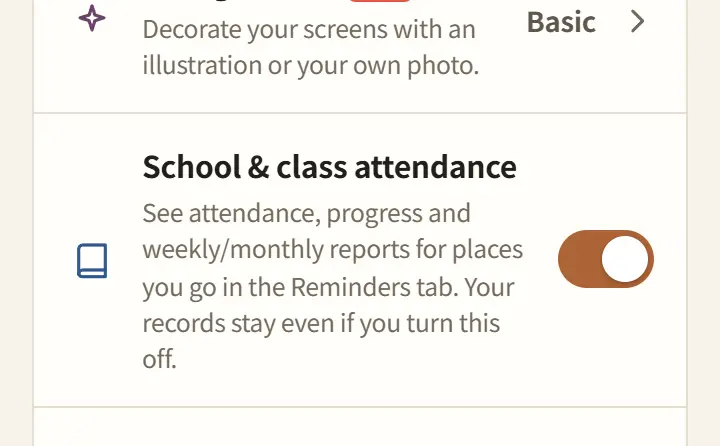 Decorate your screens with an
illustration or your own photo.
Basic
School & class attendance
See attendance, progress and
weekly/monthly reports for places
you go in the Reminders tab. Your
records stay even if you turn this
off.